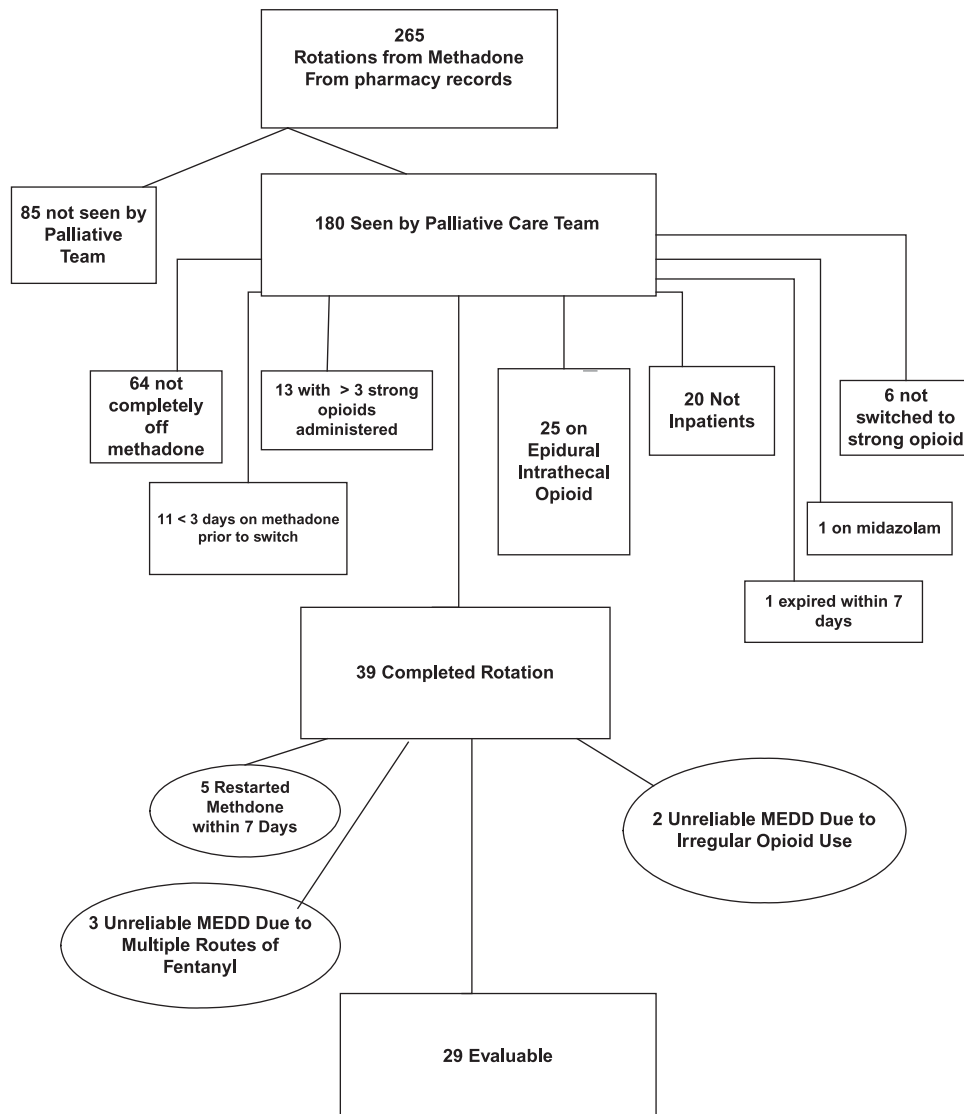 265
Rotations from Methadone
From pharmacy records
85 not seen by
Palliative
Team
180 Seen by Palliative Care Team
64 not
completely
off
methadone
13 with > 3 strong
opioids
administered
25 on
Epidural
Intrathecal
Opioid
20 Not
Inpatients
6 not
switched to
strong opioid
11 < 3 days on methadone
prior to switch
1 on midazolam
1 expired within 7
days
39 Completed Rotation
5 Restarted
Methdone
within 7 Days
2 Unreliable MEDD Due to
Irregular Opioid Use
3 Unreliable MEDD Due to
Multiple Routes of
Fentanyl
29 Evaluable